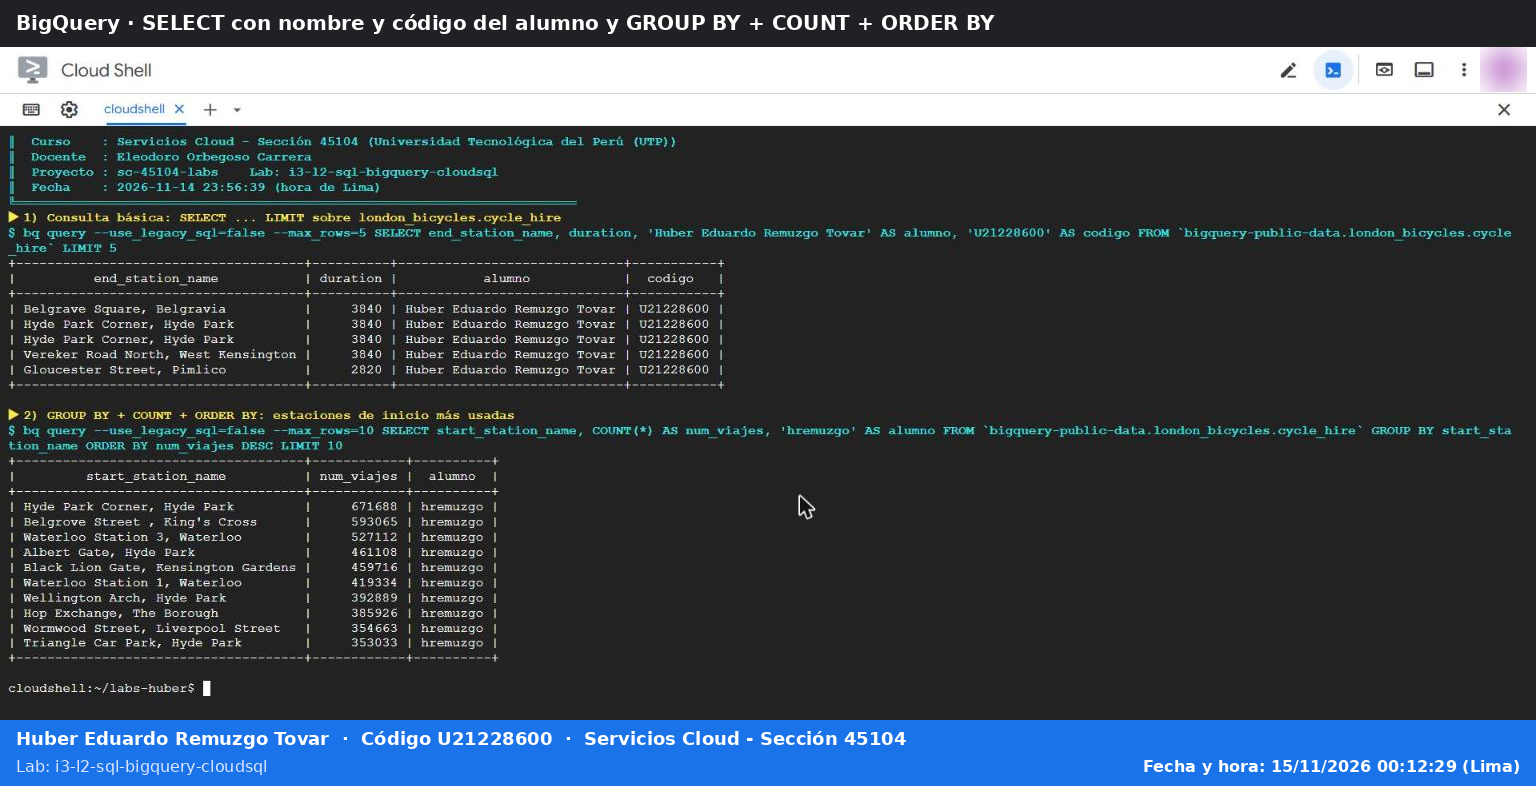 BigQuery · SELECT con nombre y código del alumno y GROUP BY + COUNT + ORDER BY
Cloud Shell
cloudshell
║  Curso    : Servicios Cloud - Sección 45104 (Universidad Tecnológica del Perú (UTP))
║  Docente  : Eleodoro Orbegoso Carrera
║  Proyecto : sc-45104-labs    Lab: i3-l2-sql-bigquery-cloudsql
║  Fecha    : 2026-11-14 23:56:39 (hora de Lima)
▶ 1) Consulta básica: SELECT ... LIMIT sobre london_bicycles.cycle_hire
$ bq query --use_legacy_sql=false --max_rows=5 SELECT end_station_name, duration, 'Huber Eduardo Remuzgo Tovar' AS alumno, 'U21228600' AS codigo FROM `bigquery-public-data.london_bicycles.cycle
_hire` LIMIT 5
| end_station_name | duration | alumno | codigo |
| Belgrave Square, Belgravia | 3840 | Huber Eduardo Remuzgo Tovar | U21228600 |
| Hyde Park Corner, Hyde Park | 3840 | Huber Eduardo Remuzgo Tovar | U21228600 |
| Hyde Park Corner, Hyde Park | 3840 | Huber Eduardo Remuzgo Tovar | U21228600 |
| Vereker Road North, West Kensington | 3840 | Huber Eduardo Remuzgo Tovar | U21228600 |
| Gloucester Street, Pimlico | 2820 | Huber Eduardo Remuzgo Tovar | U21228600 |
▶ 2) GROUP BY + COUNT + ORDER BY: estaciones de inicio más usadas
$ bq query --use_legacy_sql=false --max_rows=10 SELECT start_station_name, COUNT(*) AS num_viajes, 'hremuzgo' AS alumno FROM `bigquery-public-data.london_bicycles.cycle_hire` GROUP BY start_sta
tion_name ORDER BY num_viajes DESC LIMIT 10
| start_station_name | num_viajes | alumno |
| Hyde Park Corner, Hyde Park | 671688 | hremuzgo |
| Belgrove Street , King's Cross | 593065 | hremuzgo |
| Waterloo Station 3, Waterloo | 527112 | hremuzgo |
| Albert Gate, Hyde Park | 461108 | hremuzgo |
| Black Lion Gate, Kensington Gardens | 459716 | hremuzgo |
| Waterloo Station 1, Waterloo | 419334 | hremuzgo |
| Wellington Arch, Hyde Park | 392889 | hremuzgo |
| Hop Exchange, The Borough | 385926 | hremuzgo |
| Wormwood Street, Liverpool Street | 354663 | hremuzgo |
| Triangle Car Park, Hyde Park | 353033 | hremuzgo |
cloudshell:~/labs-huber$
Huber Eduardo Remuzgo Tovar · Código U21228600 · Servicios Cloud - Sección 45104
Lab: i3-l2-sql-bigquery-cloudsql
Fecha y hora: 15/11/2026 00:12:29 (Lima)